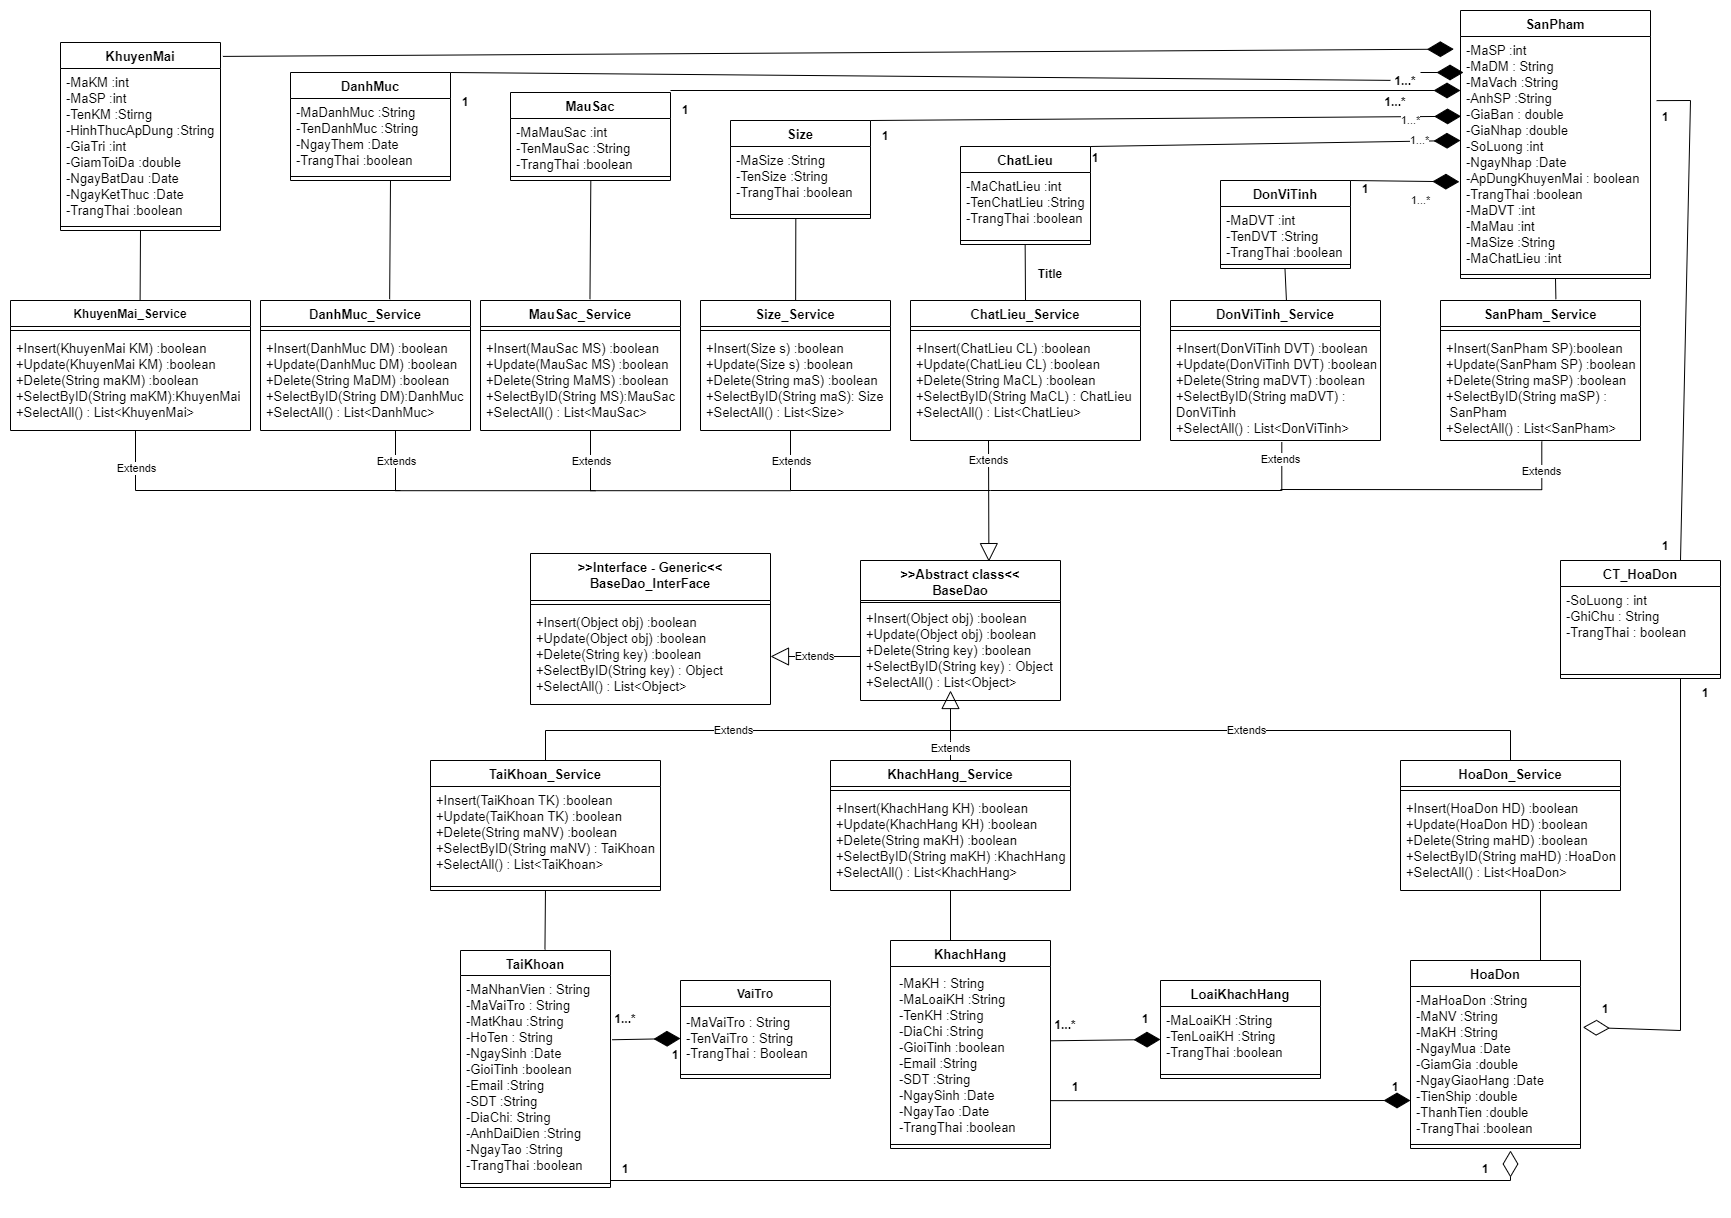 KhuyenMai
-MaKM :int
-MaSP :int
-TenKM :Stirng
-HinhThucApDung :String
-GiaTri :int
-GiamToiDa :double
-NgayBatDau :Date
-NgayKetThuc :Date
-TrangThai :boolean
DanhMuc
-MaDanhMuc :String
-TenDanhMuc :String
-NgayThem :Date
-TrangThai :boolean
1
MauSac
-MaMauSac :int
-TenMauSac :String
-TrangThai :boolean
1
Size
-MaSize :String
-TenSize :String
-TrangThai :boolean
1
ChatLieu
-MaChatLieu :int
-TenChatLieu :String
-TrangThai :boolean
1
DonViTinh
-MaDVT :int
-TenDVT :String
-TrangThai :boolean
1
1...*
1...*
1...*
1...*
1...*
SanPham
-MaSP :int
-MaDM : String
-MaVach :String
-AnhSP :String
-GiaBan : double
-GiaNhap :double
-SoLuong :int
-NgayNhap :Date
-ApDungKhuyenMai : boolean
-TrangThai :boolean
-MaDVT :int
-MaMau :int
-MaSize :String
-MaChatLieu :int
1
Title
KhuyenMai_Service
+Insert(KhuyenMai KM) :boolean
+Update(KhuyenMai KM) :boolean
+Delete(String maKM) :boolean
+SelectByID(String maKM):KhuyenMai
+SelectAll() : List<KhuyenMai>
DanhMuc_Service
+Insert(DanhMuc DM) :boolean
+Update(DanhMuc DM) :boolean
+Delete(String MaDM) :boolean
+SelectByID(String DM):DanhMuc
+SelectAll() : List<DanhMuc>
MauSac_Service
+Insert(MauSac MS) :boolean
+Update(MauSac MS) :boolean
+Delete(String MaMS) :boolean
+SelectByID(String MS):MauSac
+SelectAll() : List<MauSac>
Size_Service
+Insert(Size s) :boolean
+Update(Size s) :boolean
+Delete(String maS) :boolean
+SelectByID(String maS): Size
+SelectAll() : List<Size>
ChatLieu_Service
+Insert(ChatLieu CL) :boolean
+Update(ChatLieu CL) :boolean
+Delete(String MaCL) :boolean
+SelectByID(String MaCL) : ChatLieu
+SelectAll() : List<ChatLieu>
DonViTinh_Service
+Insert(DonViTinh DVT) :boolean
+Update(DonViTinh DVT) :boolean
+Delete(String maDVT) :boolean
+SelectByID(String maDVT) :
DonViTinh
+SelectAll() : List<DonViTinh>
SanPham_Service
+Insert(SanPham SP):boolean
+Update(SanPham SP) :boolean
+Delete(String maSP) :boolean
+SelectByID(String maSP) :
SanPham
+SelectAll() : List<SanPham>
Extends
Extends
Extends
Extends
Extends
Extends
Extends
>>Interface - Generic<<
BaseDao_InterFace
+Insert(Object obj) :boolean
+Update(Object obj) :boolean
+Delete(String key) :boolean
+SelectByID(String key) : Object
+SelectAll() : List<Object>
Extends
>>Abstract class<<
BaseDao
+Insert(Object obj) :boolean
+Update(Object obj) :boolean
+Delete(String key) :boolean
+SelectByID(String key) : Object
+SelectAll() : List<Object>
1
CT_HoaDon
-SoLuong : int
-GhiChu : String
-TrangThai : boolean
1
Extends
Extends
Extends
TaiKhoan_Service
+Insert(TaiKhoan TK) :boolean
+Update(TaiKhoan TK) :boolean
+Delete(String maNV) :boolean
+SelectByID(String maNV) : TaiKhoan
+SelectAll() : List<TaiKhoan>
KhachHang_Service
+Insert(KhachHang KH) :boolean
+Update(KhachHang KH) :boolean
+Delete(String maKH) :boolean
+SelectByID(String maKH) :KhachHang
+SelectAll() : List<KhachHang>
HoaDon_Service
+Insert(HoaDon HD) :boolean
+Update(HoaDon HD) :boolean
+Delete(String maHD) :boolean
+SelectByID(String maHD) :HoaDon
+SelectAll() : List<HoaDon>
TaiKhoan
-MaNhanVien : String
-MaVaiTro : String
-MatKhau :String
-HoTen : String
-NgaySinh :Date
-GioiTinh :boolean
-Email :String
-SDT :String
-DiaChi: String
-AnhDaiDien :String
-NgayTao :String
-TrangThai :boolean
1...*
1
VaiTro
-MaVaiTro : String
-TenVaiTro : String
-TrangThai : Boolean
KhachHang
-MaKH : String
-MaLoaiKH :String
-TenKH :String
-DiaChi :String
-GioiTinh :boolean
-Email :String
-SDT :String
-NgaySinh :Date
-NgayTao :Date
-TrangThai :boolean
1...*
1
LoaiKhachHang
-MaLoaiKH :String
-TenLoaiKH :String
-TrangThai :boolean
1
1
HoaDon
-MaHoaDon :String
-MaNV :String
-MaKH :String
-NgayMua :Date
-GiamGia :double
-NgayGiaoHang :Date
-TienShip :double
-ThanhTien :double
-TrangThai :boolean
1
1
1